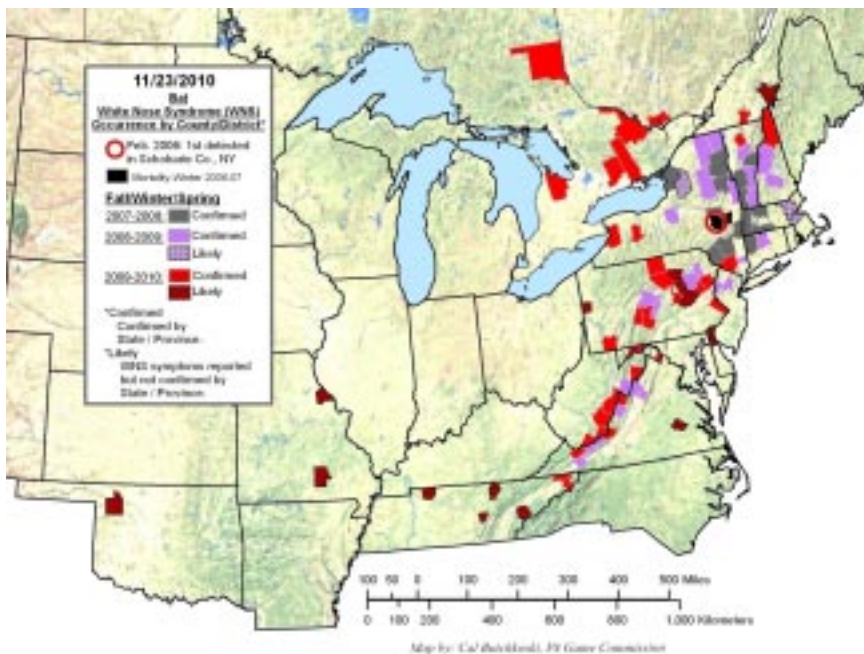 11/23/2010
Bat
White Nose Syndrome (WNS)
Occurrence by County/District*
Feb. 2006: 1st detected
in Schoharie Co., NY
Mortality Winter 2006-07
Fall/Winter/Spring
2007-2008: Confirmed
2008-2009: Confirmed
Likely
2009-2010: Confirmed
Likely
*Confirmed
Confirmed by
State / Province
*Likely
WNS symptoms reported
but not confirmed by
State / Province
100 50 0 100 200 300 400 500 Miles
100 0 200 400 600 800 1,000 Kilometers
Map by: Cal Butchkoski, PA Game Commission